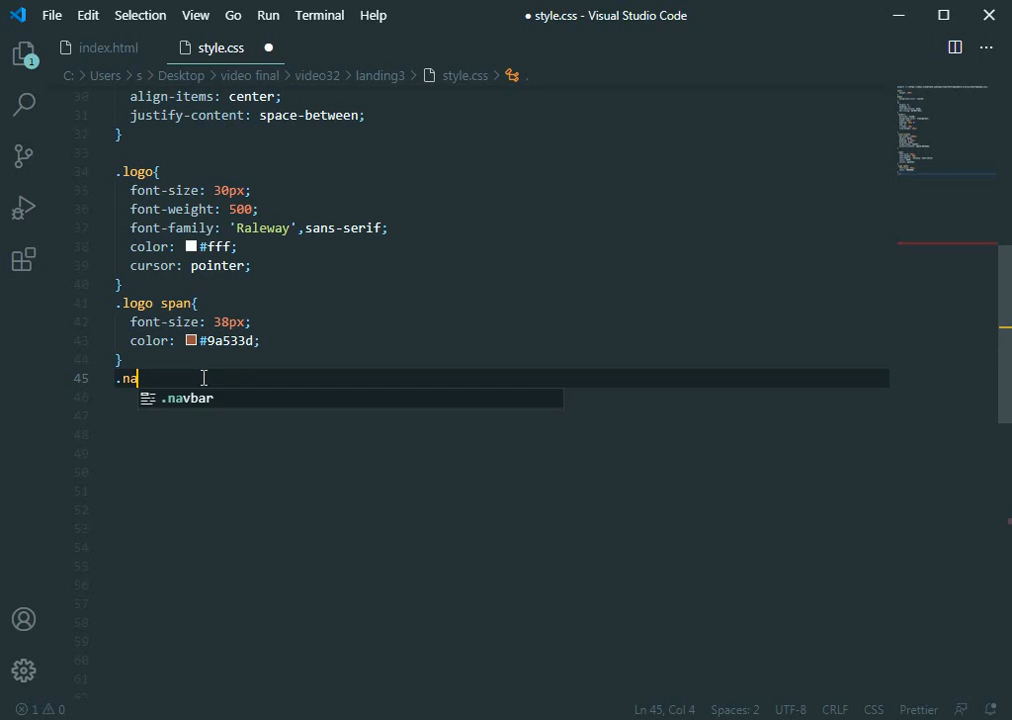 File Edit Selection View Go Run Terminal Help
● style.css - Visual Studio Code
index.html style.css
C: > Users > s > Desktop > video final > video32 > landing3 > style.css > .
30 align-items: center;
31 justify-content: space-between;
32 }
33
34 .logo{
35 font-size: 30px;
36 font-weight: 500;
37 font-family: 'Raleway',sans-serif;
38 color: #fff;
39 cursor: pointer;
40 }
41 .logo span{
42 font-size: 38px;
43 color: #9a533d;
44 }
45 .na
46 .navbar
47
48
49
50
51
52
53
54
55
56
57
58
59
60
61
1
1 0
Ln 45, Col 4 Spaces: 2 UTF-8 CRLF CSS Prettier